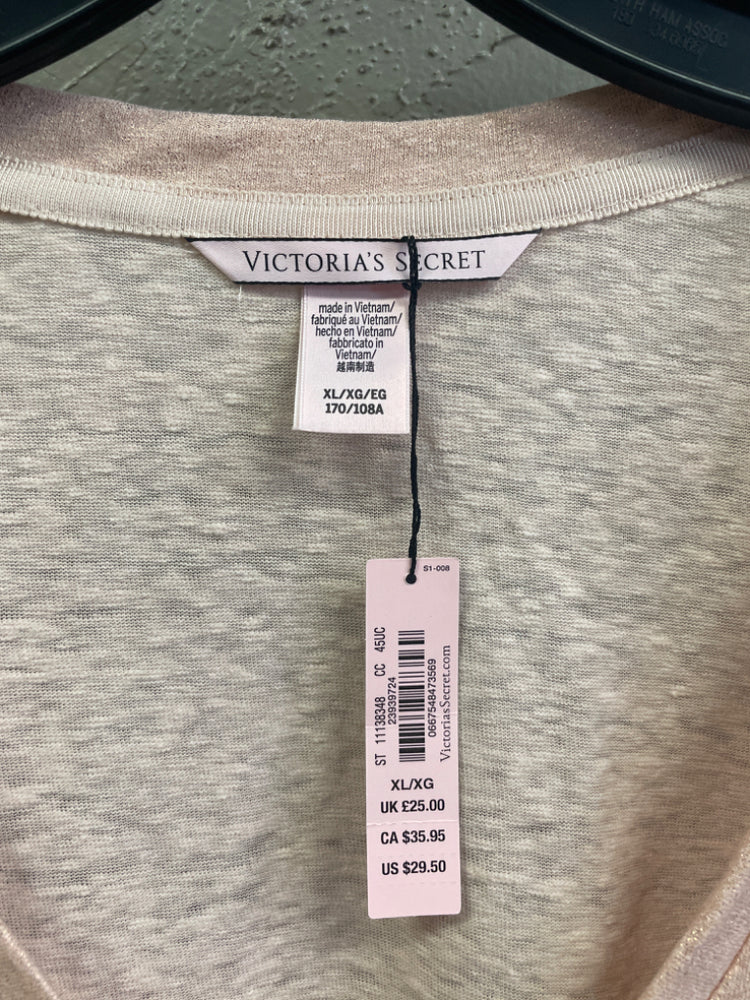 VICTORIA'S SECRET
made in Vietnam/
fabriqué au Vietnam/
hecho en Vietnam/
fabbricato in
Vietnam/
越南制造
XL/XG/EG
170/108A
S1-008
ST 11138348 CC 45UC
23939724
0667548473569
VictoriasSecret.com
XL/XG
UK £25.00
CA $35.95
US $29.50